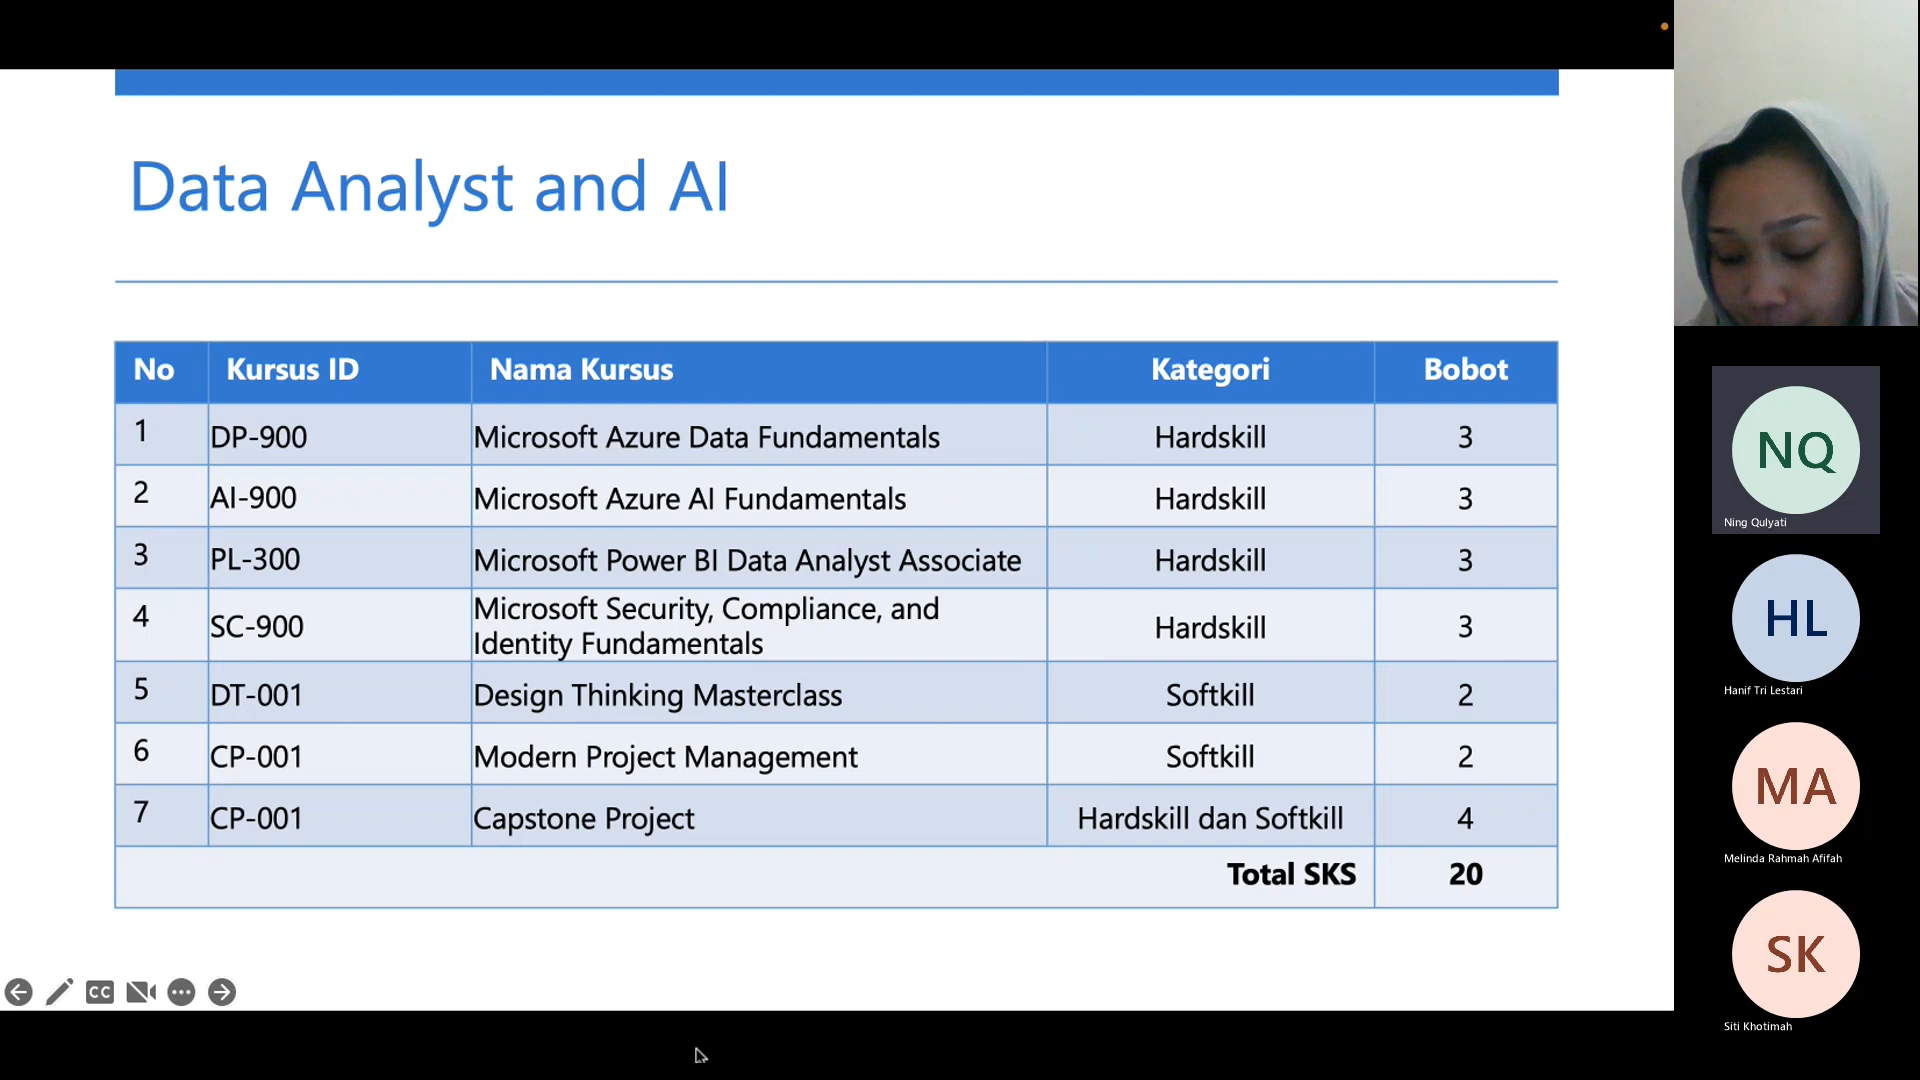 Data Analyst and AI
No Kursus ID Nama Kursus Kategori Bobot
1 DP-900 Microsoft Azure Data Fundamentals Hardskill 3
2 AI-900 Microsoft Azure AI Fundamentals Hardskill 3
3 PL-300 Microsoft Power BI Data Analyst Associate Hardskill 3
4 SC-900 Microsoft Security, Compliance, and
Identity Fundamentals Hardskill 3
5 DT-001 Design Thinking Masterclass Softkill 2
6 CP-001 Modern Project Management Softkill 2
7 CP-001 Capstone Project Hardskill dan Softkill 4
Total SKS 20
CC
NQ
Ning Qulyati
HL
Hanif Tri Lestari
MA
Melinda Rahmah Afifah
SK
Siti Khotimah